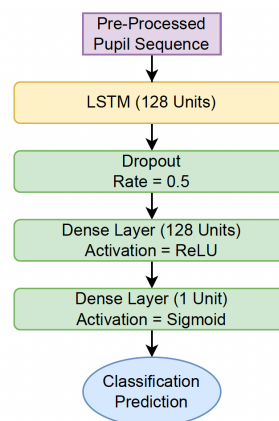 Pre-Processed
Pupil Sequence
LSTM (128 Units)
Dropout
Rate = 0.5
Dense Layer (128 Units)
Activation = ReLU
Dense Layer (1 Unit)
Activation = Sigmoid
Classification
Prediction